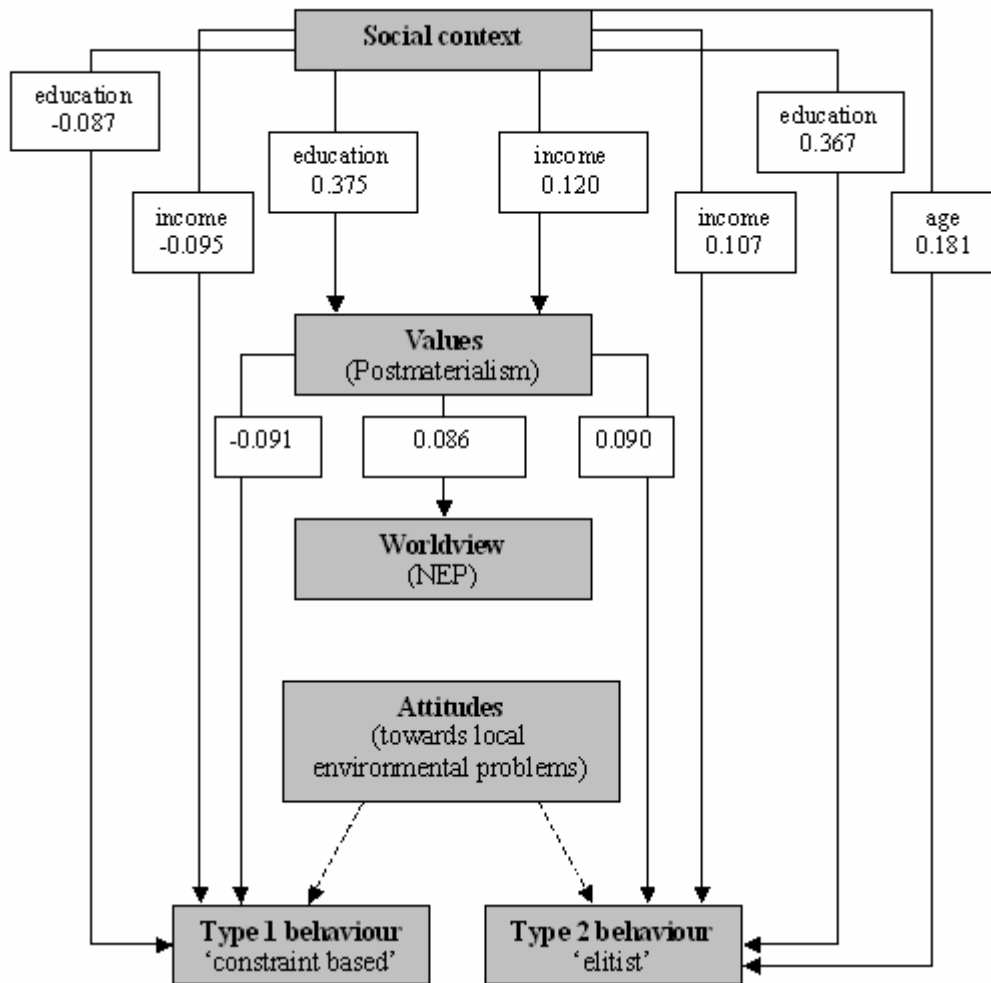 Social context
education
-0.087
education
0.375
income
0.120
education
0.367
income
-0.095
income
0.107
age
0.181
Values
(Postmaterialism)
-0.091
0.086
0.090
Worldview
(NEP)
Attitudes
(towards local
environmental problems)
Type 1 behaviour
‘constraint based’
Type 2 behaviour
‘elitist’